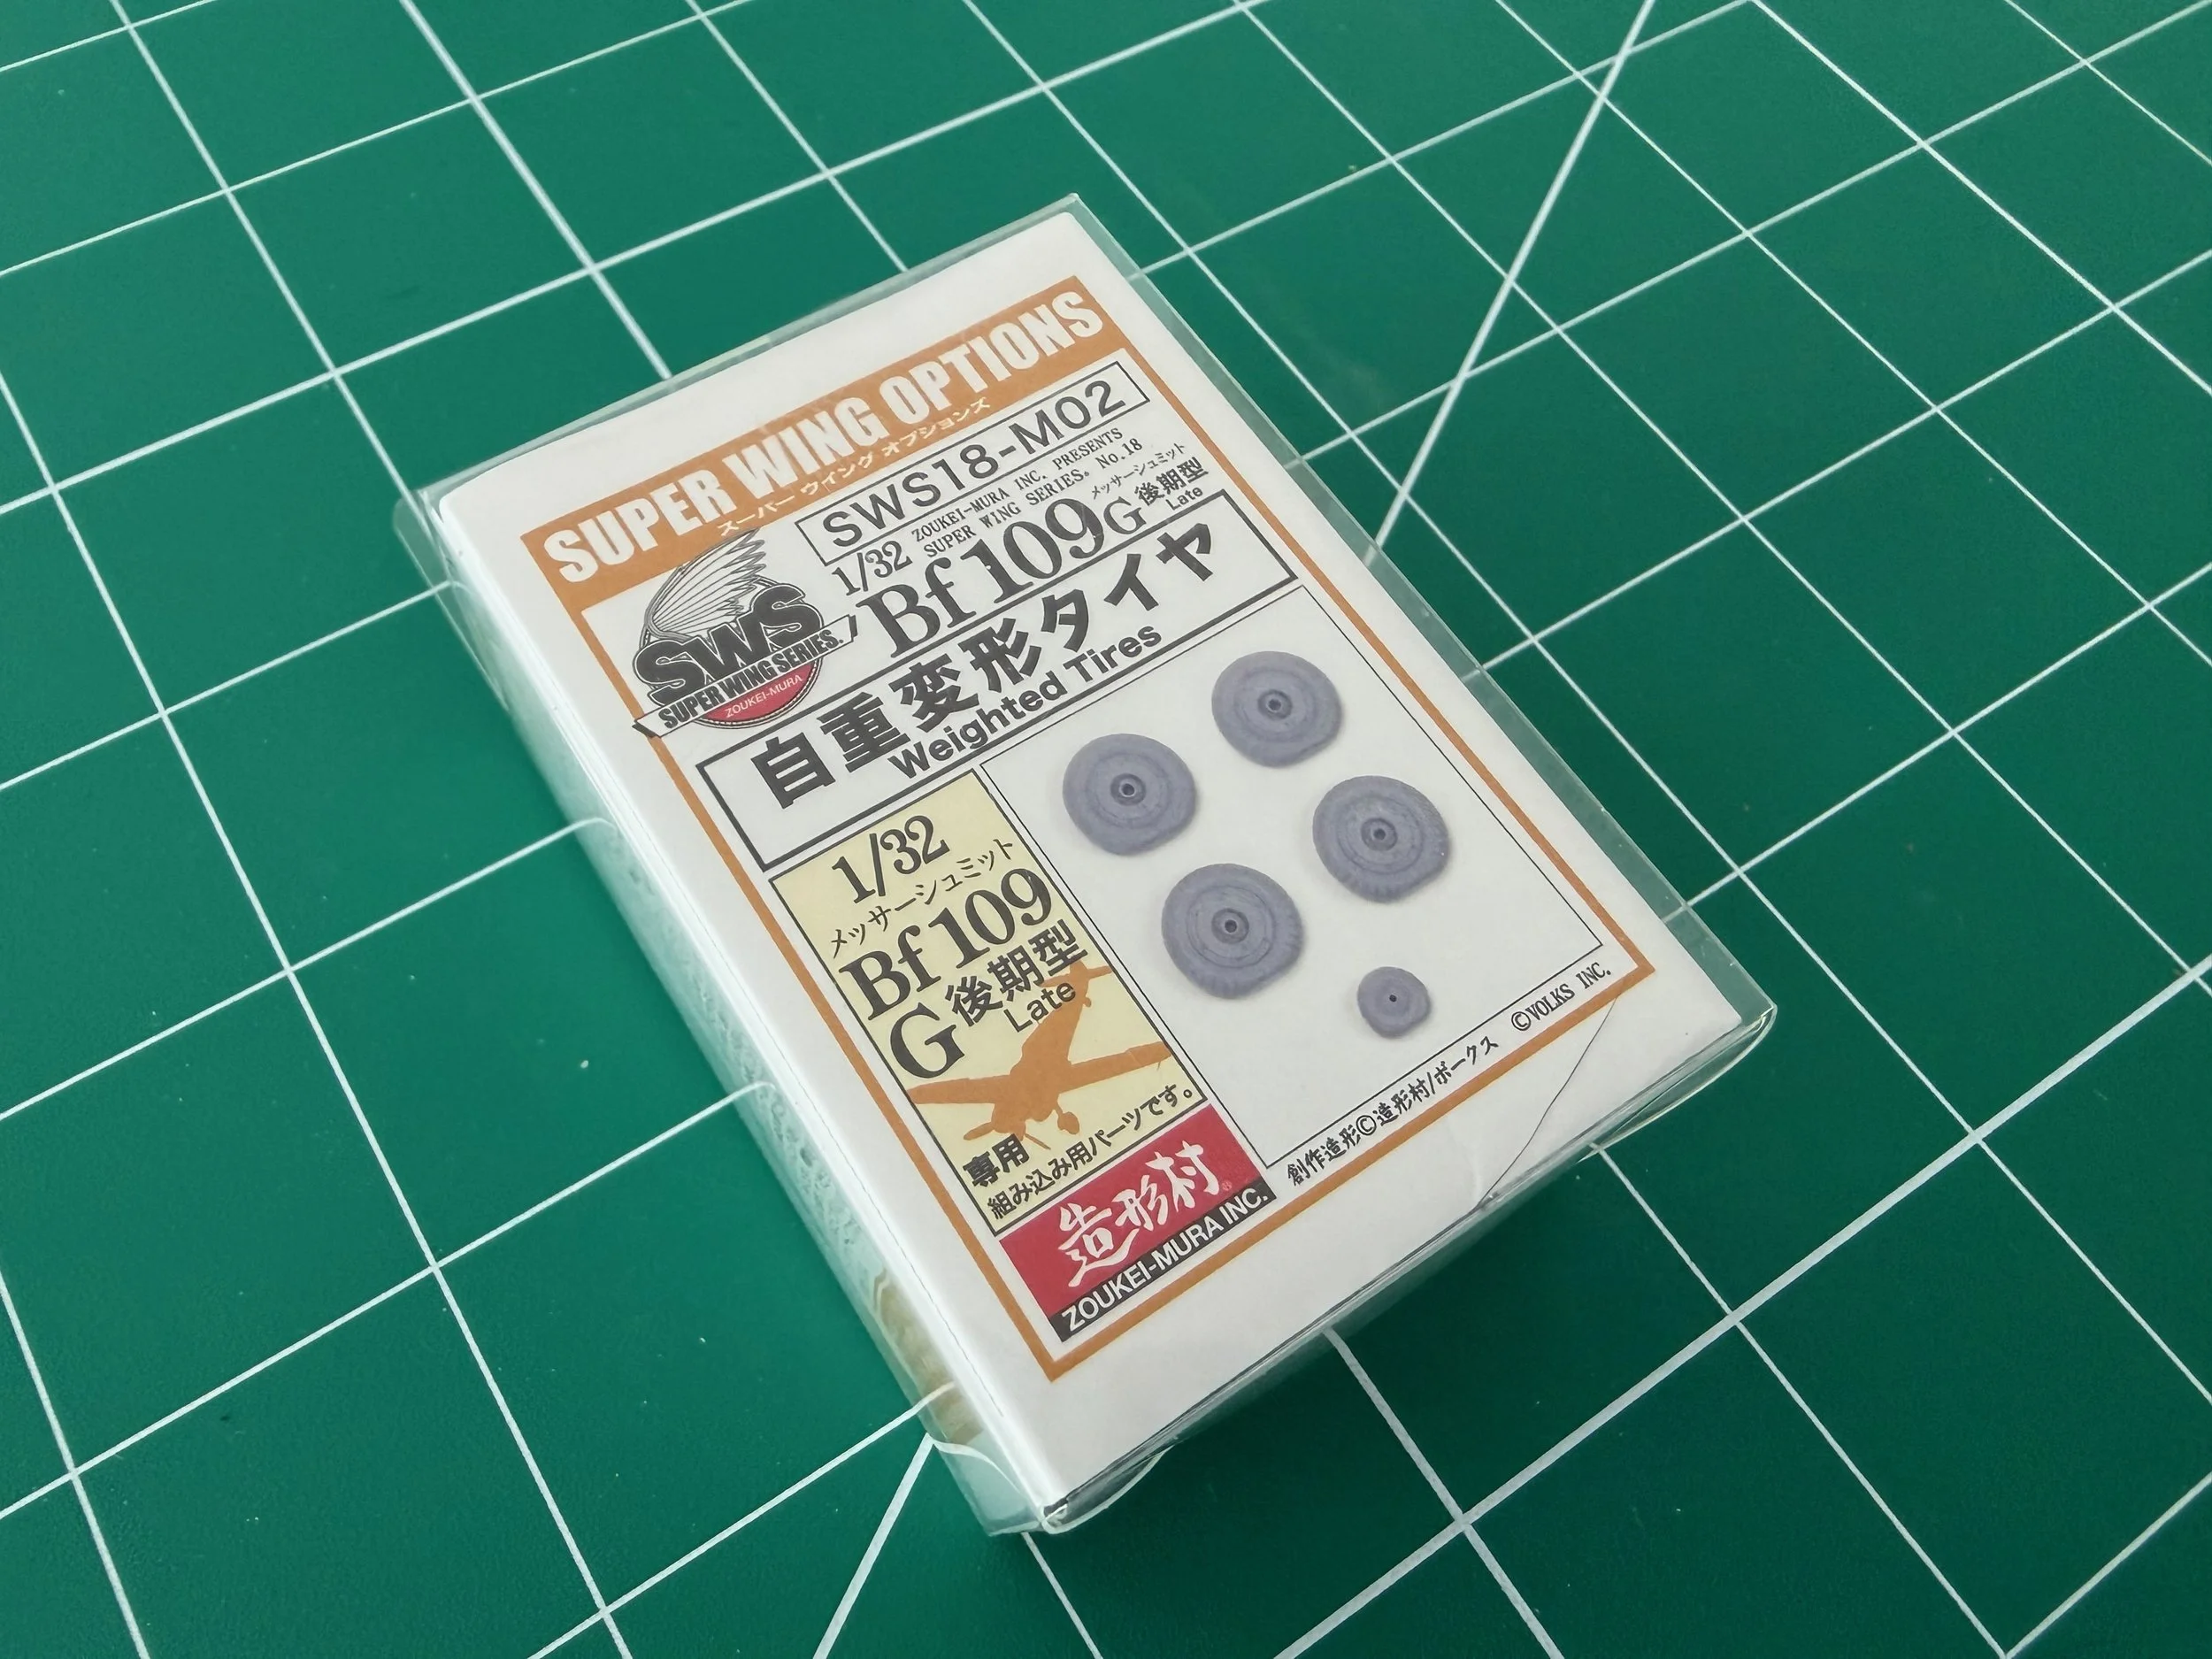 SUPER WING OPTIONS
スーパー ウイング オプションズ
SWS18-M02
1/32 ZOUKEI-MURA INC. PRESENTS
SUPER WING SERIES® No.18
メッサーシュミット
Bf 109G後期型
Late
SWS
SUPER WING SERIES®
ZOUKEI-MURA
自重変形タイヤ
Weighted Tires
1/32
メッサーシュミット
Bf 109
G後期型
Late
専用
組み込み用パーツです。
造形村®
ZOUKEI-MURA INC.
創作造形©造形村/ボークス ©VOLKS INC.